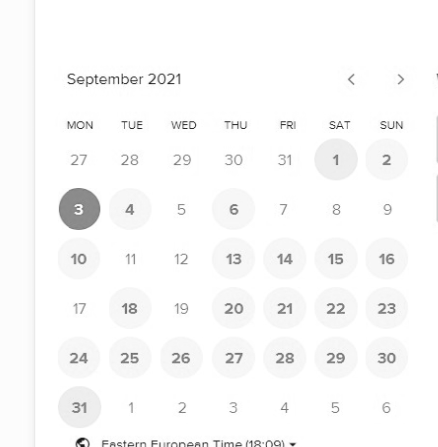 September 2021 < >
MON TUE WED THU FRI SAT SUN
27 28 29 30 31 1 2
3 4 5 6 7 8 9
10 11 12 13 14 15 16
17 18 19 20 21 22 23
24 25 26 27 28 29 30
31 1 2 3 4 5 6
Eastern European Time (18:09)